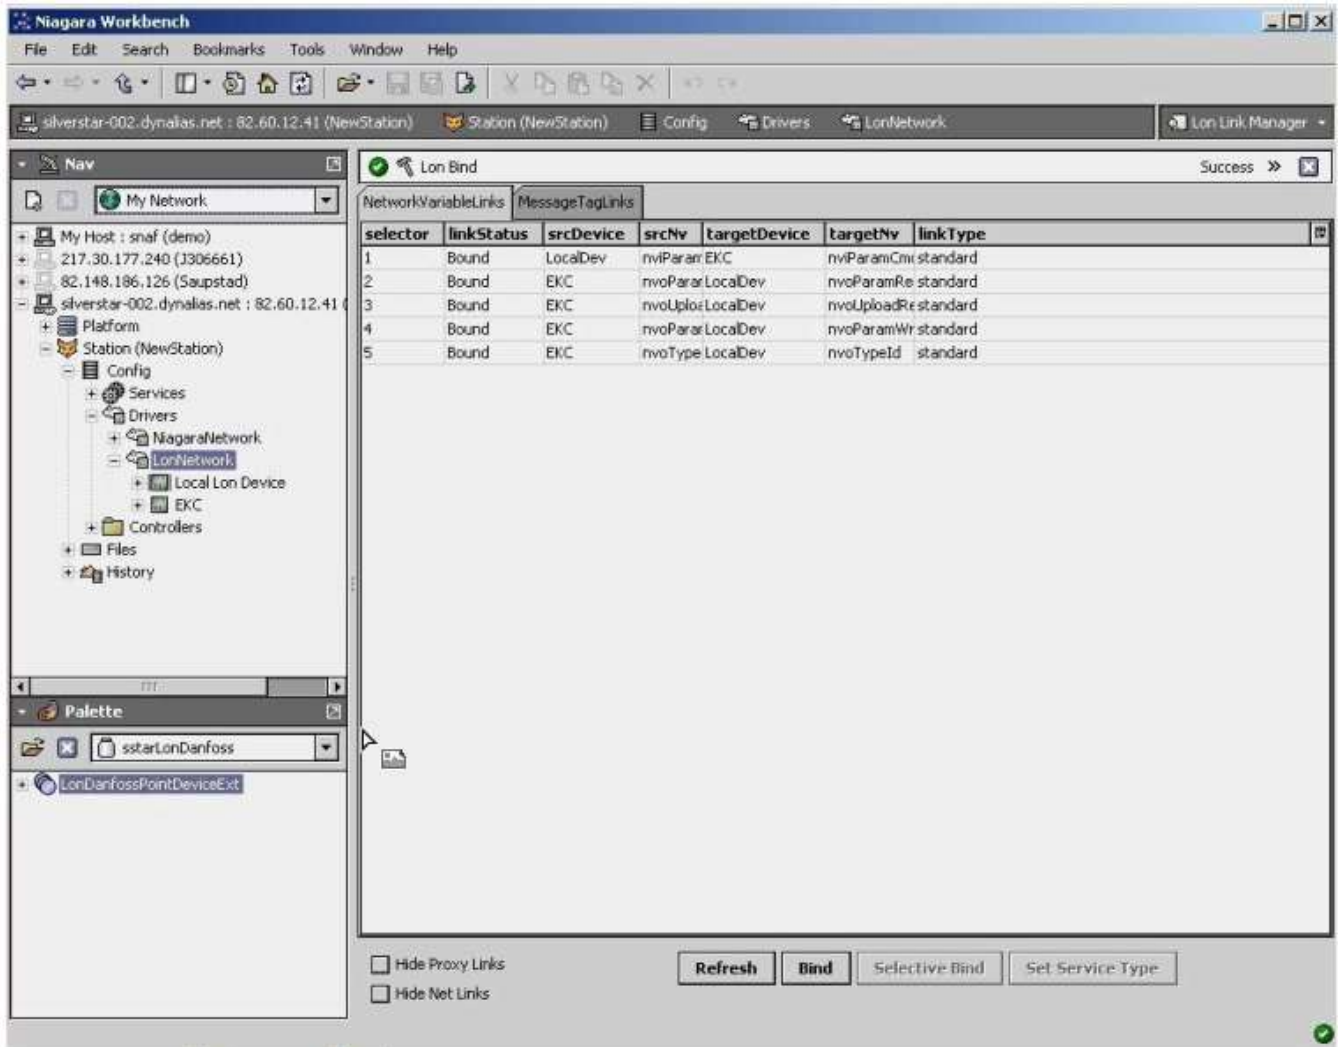 Niagara Workbench
File Edit Search Bookmarks Tools Window Help
silverstar-002.dynalias.net : 82.60.12.41 (NewStation) Station (NewStation) Config Drivers LonNetwork Lon Link Manager
Nav
My Network
My Host : snaf (demo)
217.30.177.240 (J306661)
82.148.186.126 (Saupstad)
silverstar-002.dynalias.net : 82.60.12.41 (
Platform
Station (NewStation)
Config
Services
Drivers
NiagaraNetwork
LonNetwork
Local Lon Device
EKC
Controllers
Files
History
Palette
sstarLonDanfoss
LonDanfossPointDeviceExt
Lon Bind Success »
NetworkVariableLinks MessageTagLinks
selector linkStatus srcDevice srcNv targetDevice targetNv linkType
1 Bound LocalDev nviParam EKC nviParamCm standard
2 Bound EKC nvoParar LocalDev nvoParamRe standard
3 Bound EKC nvoUploa LocalDev nvoUploadRe standard
4 Bound EKC nvoParar LocalDev nvoParamWr standard
5 Bound EKC nvoType LocalDev nvoTypeId standard
Hide Proxy Links
Hide Net Links
Refresh Bind Selective Bind Set Service Type